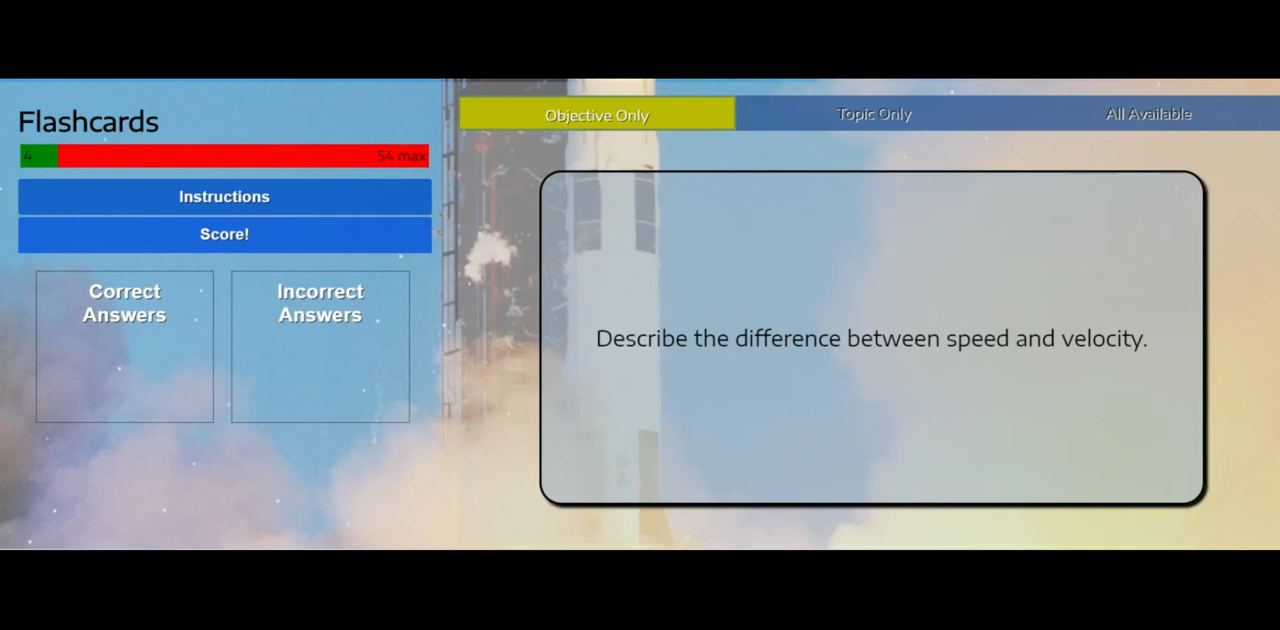 Flashcards
4 54 max
Instructions
Score!
Correct
Answers
Incorrect
Answers
Objective Only
Topic Only
All Available
Describe the difference between speed and velocity.